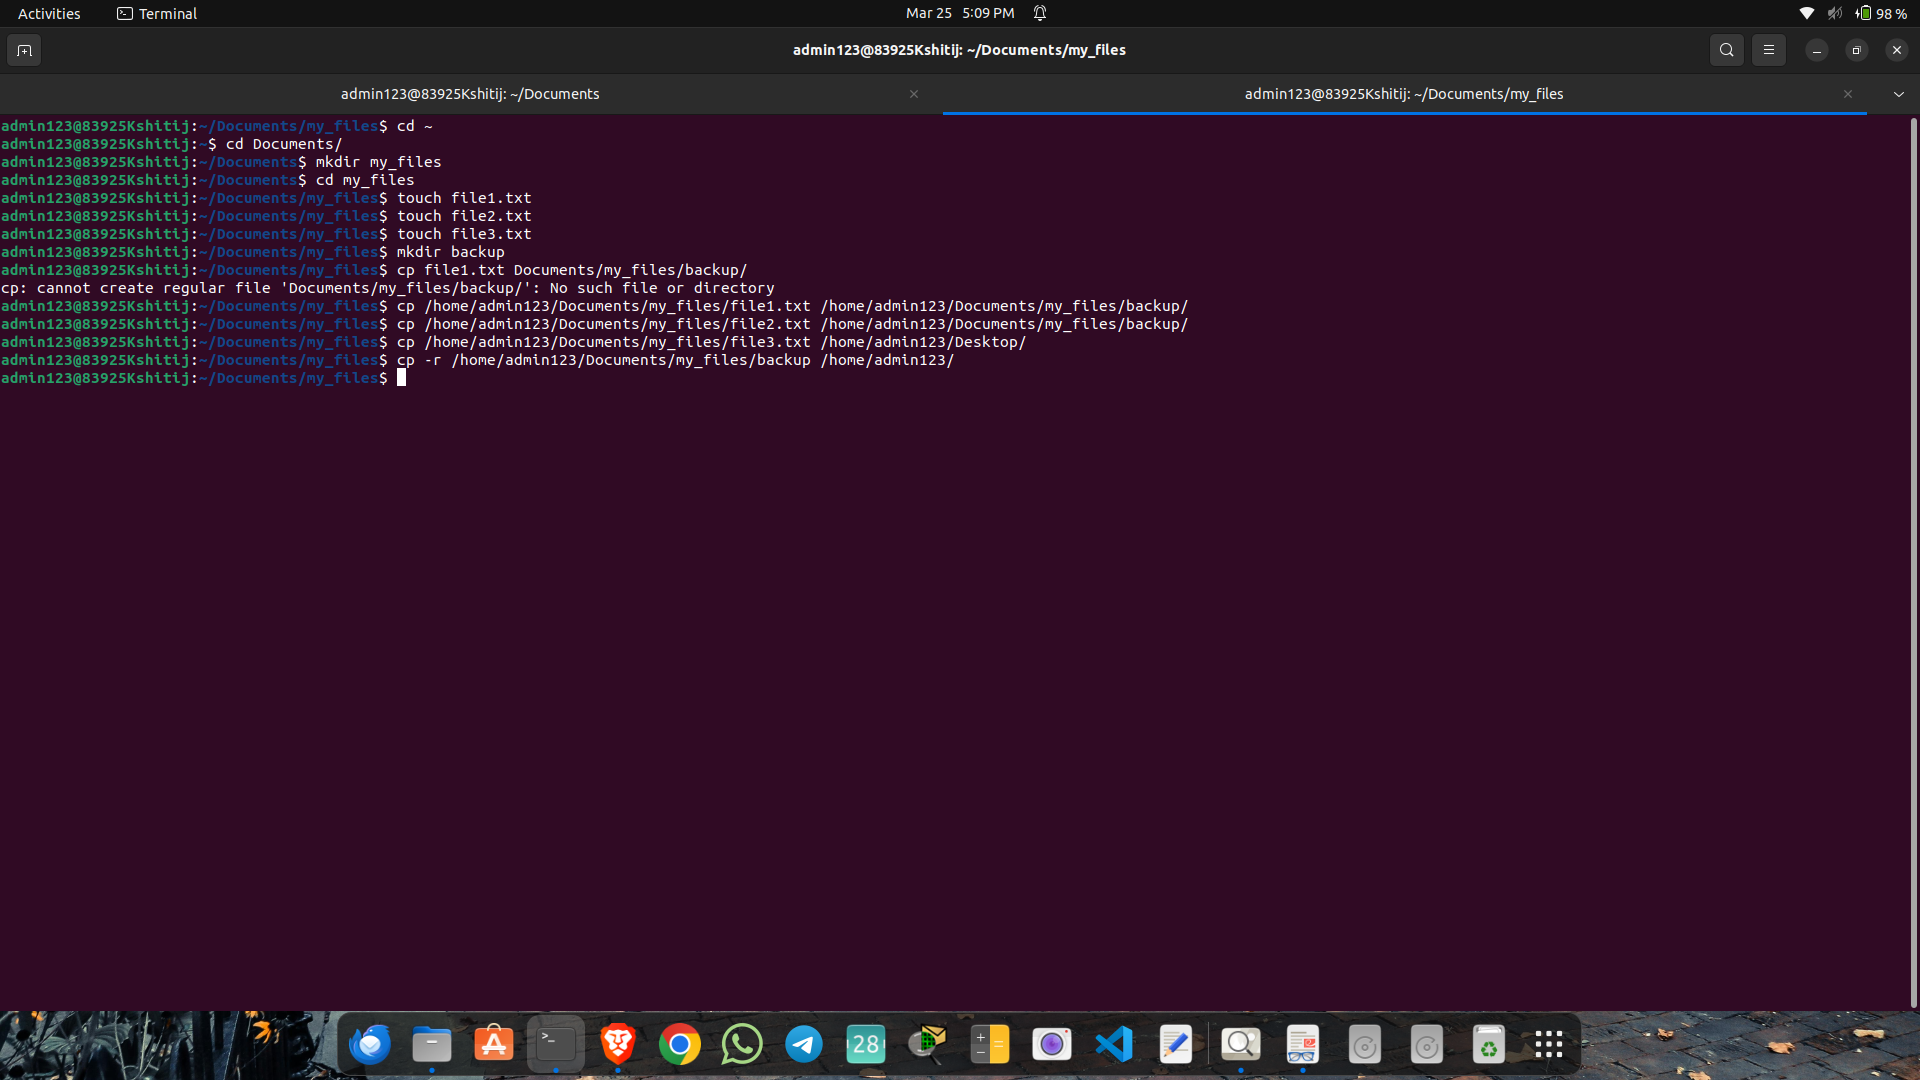 Activities Terminal Mar 25 5:09 PM 98 %
admin123@83925Kshitij: ~/Documents/my_files
admin123@83925Kshitij: ~/Documents admin123@83925Kshitij: ~/Documents/my_files
admin123@83925Kshitij:~/Documents/my_files$ cd ~
admin123@83925Kshitij:~$ cd Documents/
admin123@83925Kshitij:~/Documents$ mkdir my_files
admin123@83925Kshitij:~/Documents$ cd my_files
admin123@83925Kshitij:~/Documents/my_files$ touch file1.txt
admin123@83925Kshitij:~/Documents/my_files$ touch file2.txt
admin123@83925Kshitij:~/Documents/my_files$ touch file3.txt
admin123@83925Kshitij:~/Documents/my_files$ mkdir backup
admin123@83925Kshitij:~/Documents/my_files$ cp file1.txt Documents/my_files/backup/
cp: cannot create regular file 'Documents/my_files/backup/': No such file or directory
admin123@83925Kshitij:~/Documents/my_files$ cp /home/admin123/Documents/my_files/file1.txt /home/admin123/Documents/my_files/backup/
admin123@83925Kshitij:~/Documents/my_files$ cp /home/admin123/Documents/my_files/file2.txt /home/admin123/Documents/my_files/backup/
admin123@83925Kshitij:~/Documents/my_files$ cp /home/admin123/Documents/my_files/file3.txt /home/admin123/Desktop/
admin123@83925Kshitij:~/Documents/my_files$ cp -r /home/admin123/Documents/my_files/backup /home/admin123/
admin123@83925Kshitij:~/Documents/my_files$
28